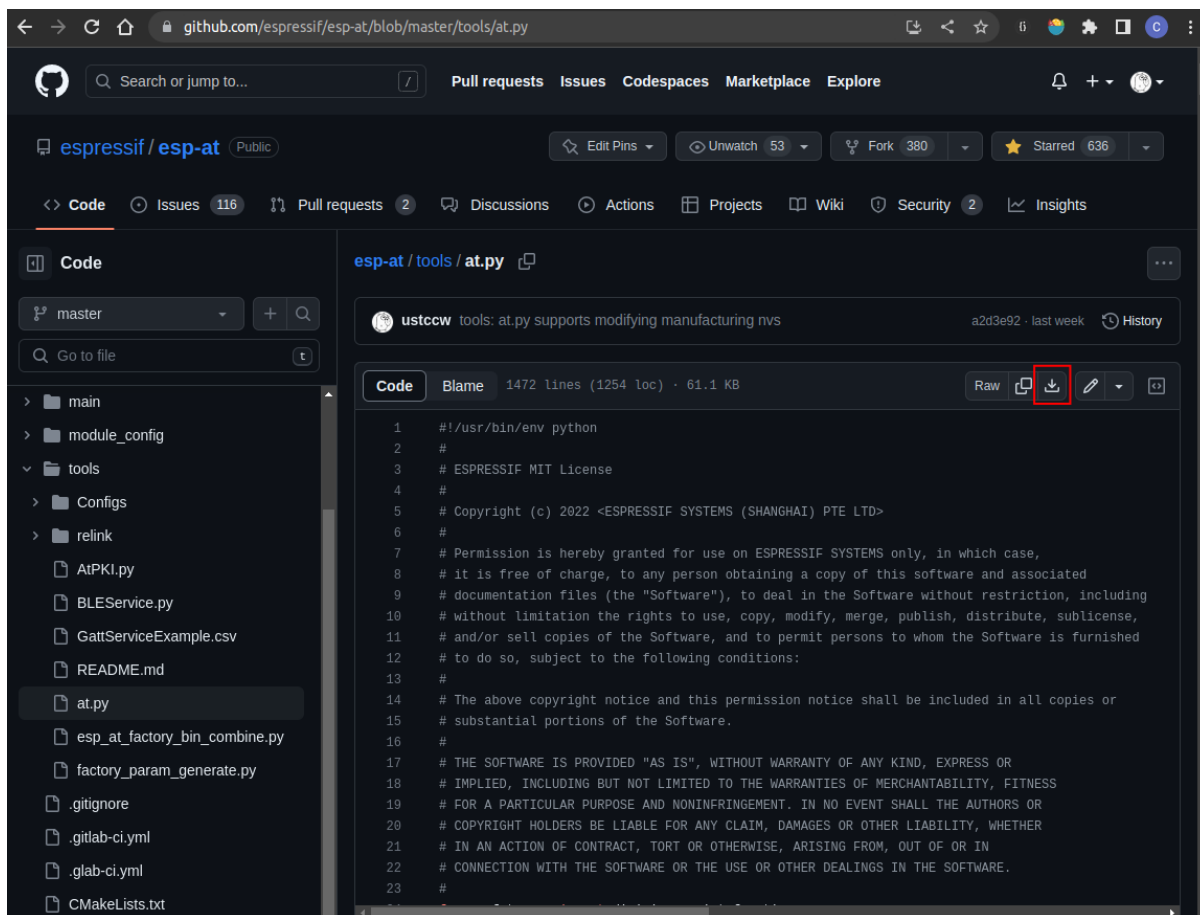 github.com/espressif/esp-at/blob/master/tools/at.py
C
Search or jump to... /
Pull requests Issues Codespaces Marketplace Explore
espressif / esp-at Public
Edit Pins Unwatch 53 Fork 380 Starred 636
Code Issues 116 Pull requests 2 Discussions Actions Projects Wiki Security 2 Insights
Code
master
Go to file t
main
module_config
tools
Configs
relink
AtPKI.py
BLEService.py
GattServiceExample.csv
README.md
at.py
esp_at_factory_bin_combine.py
factory_param_generate.py
.gitignore
.gitlab-ci.yml
.glab-ci.yml
CMakeLists.txt
esp-at / tools / at.py
ustccw tools: at.py supports modifying manufacturing nvs a2d3e92 · last week History
Code Blame 1472 lines (1254 loc) · 61.1 KB Raw
1 #!/usr/bin/env python
2 #
3 # ESPRESSIF MIT License
4 #
5 # Copyright (c) 2022 <ESPRESSIF SYSTEMS (SHANGHAI) PTE LTD>
6 #
7 # Permission is hereby granted for use on ESPRESSIF SYSTEMS only, in which case,
8 # it is free of charge, to any person obtaining a copy of this software and associated
9 # documentation files (the "Software"), to deal in the Software without restriction, including
10 # without limitation the rights to use, copy, modify, merge, publish, distribute, sublicense,
11 # and/or sell copies of the Software, and to permit persons to whom the Software is furnished
12 # to do so, subject to the following conditions:
13 #
14 # The above copyright notice and this permission notice shall be included in all copies or
15 # substantial portions of the Software.
16 #
17 # THE SOFTWARE IS PROVIDED "AS IS", WITHOUT WARRANTY OF ANY KIND, EXPRESS OR
18 # IMPLIED, INCLUDING BUT NOT LIMITED TO THE WARRANTIES OF MERCHANTABILITY, FITNESS
19 # FOR A PARTICULAR PURPOSE AND NONINFRINGEMENT. IN NO EVENT SHALL THE AUTHORS OR
20 # COPYRIGHT HOLDERS BE LIABLE FOR ANY CLAIM, DAMAGES OR OTHER LIABILITY, WHETHER
21 # IN AN ACTION OF CONTRACT, TORT OR OTHERWISE, ARISING FROM, OUT OF OR IN
22 # CONNECTION WITH THE SOFTWARE OR THE USE OR OTHER DEALINGS IN THE SOFTWARE.
23 #